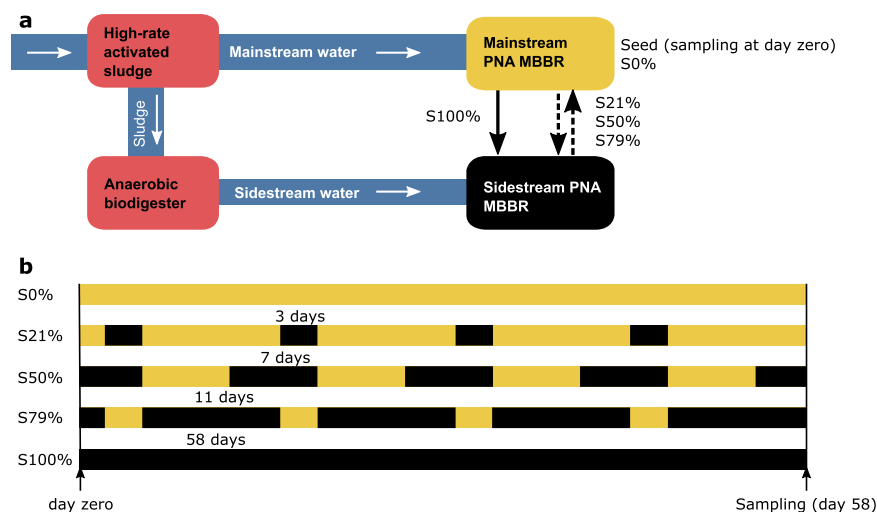 a
High-rate
activated
sludge
Mainstream water
Mainstream
PNA MBBR
Seed (sampling at day zero)
S0%
Sludge
S100%
S21%
S50%
S79%
Anaerobic
biodigester
Sidestream water
Sidestream PNA
MBBR
b
S0%
3 days
S21%
7 days
S50%
11 days
S79%
58 days
S100%
day zero
Sampling (day 58)